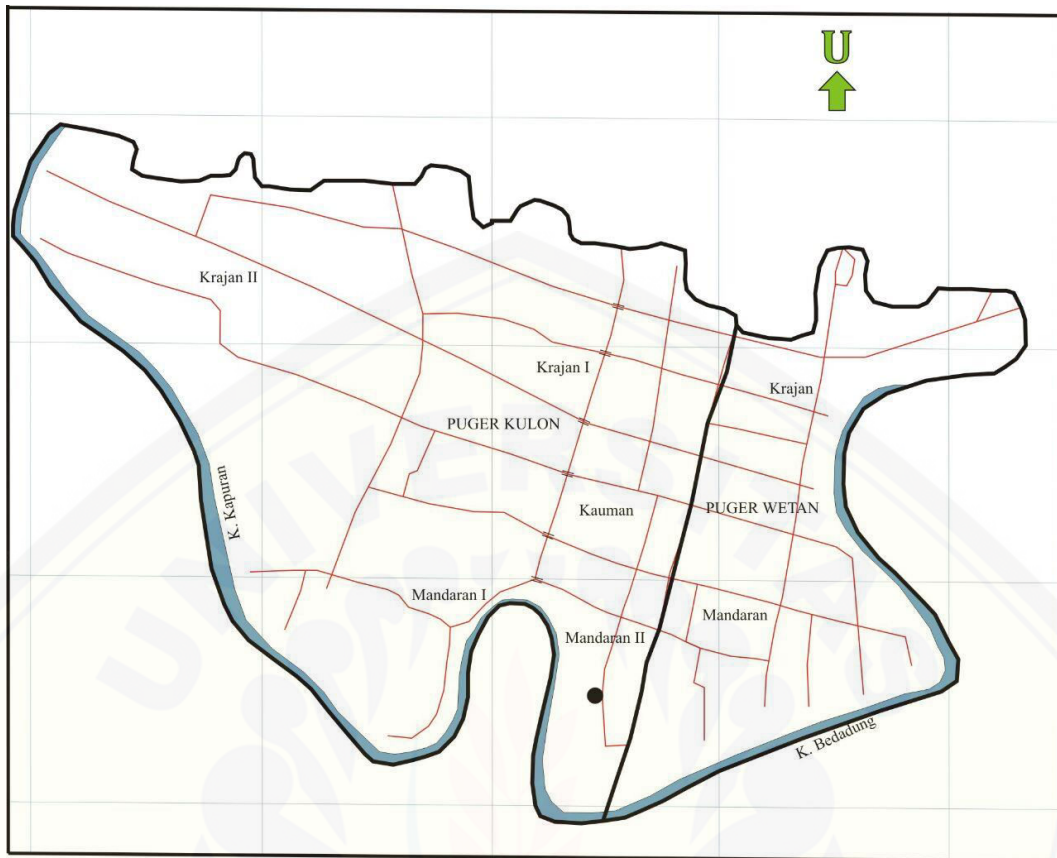 U
Krajan II
Krajan I
Krajan
PUGER KULON
K. Kapuran
Kauman
PUGER WETAN
Mandaran I
Mandaran
Mandaran II
K. Bedadung